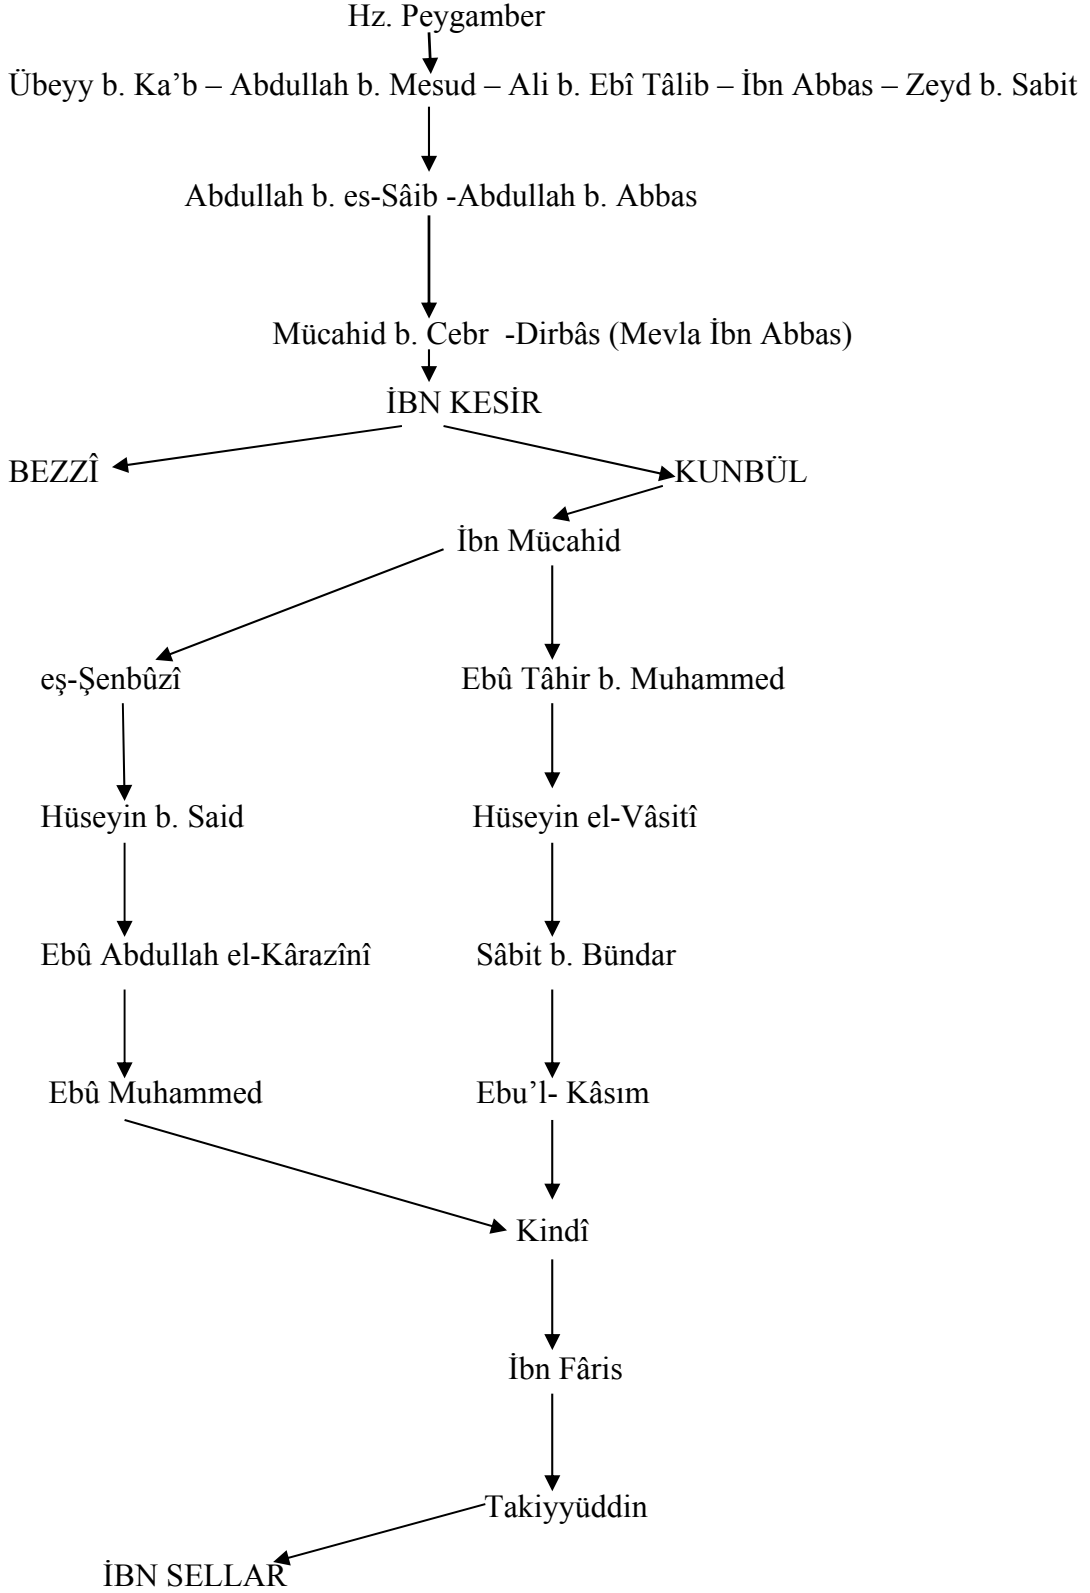 Hz. Peygamber
Übeyy b. Ka’b – Abdullah b. Mesud – Ali b. Ebî Tâlib – İbn Abbas – Zeyd b. Sabit
Abdullah b. es-Sâib -Abdullah b. Abbas
Mücahid b. Cebr -Dirbâs (Mevla İbn Abbas)
İBN KESİR
BEZZÎ KUNBÜL
İbn Mücahid
eş-Şenbûzî Ebû Tâhir b. Muhammed
Hüseyin b. Said Hüseyin el-Vâsitî
Ebû Abdullah el-Kârazînî Sâbit b. Bündar
Ebû Muhammed Ebu’l- Kâsım
Kindî
İbn Fâris
Takiyyüddin
İBN SELLAR